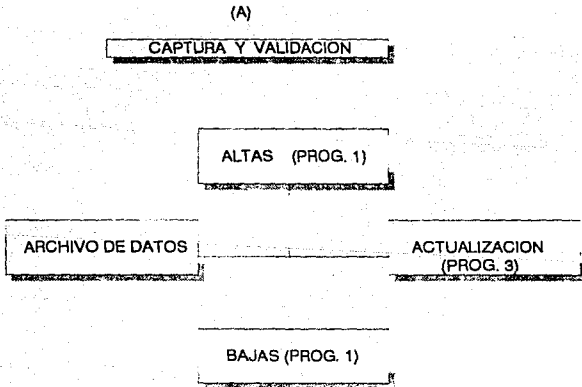 (A)
CAPTURA Y VALIDACION
ALTAS (PROG. 1)
ARCHIVO DE DATOS
ACTUALIZACION
(PROG. 3)
BAJAS (PROG. 1)